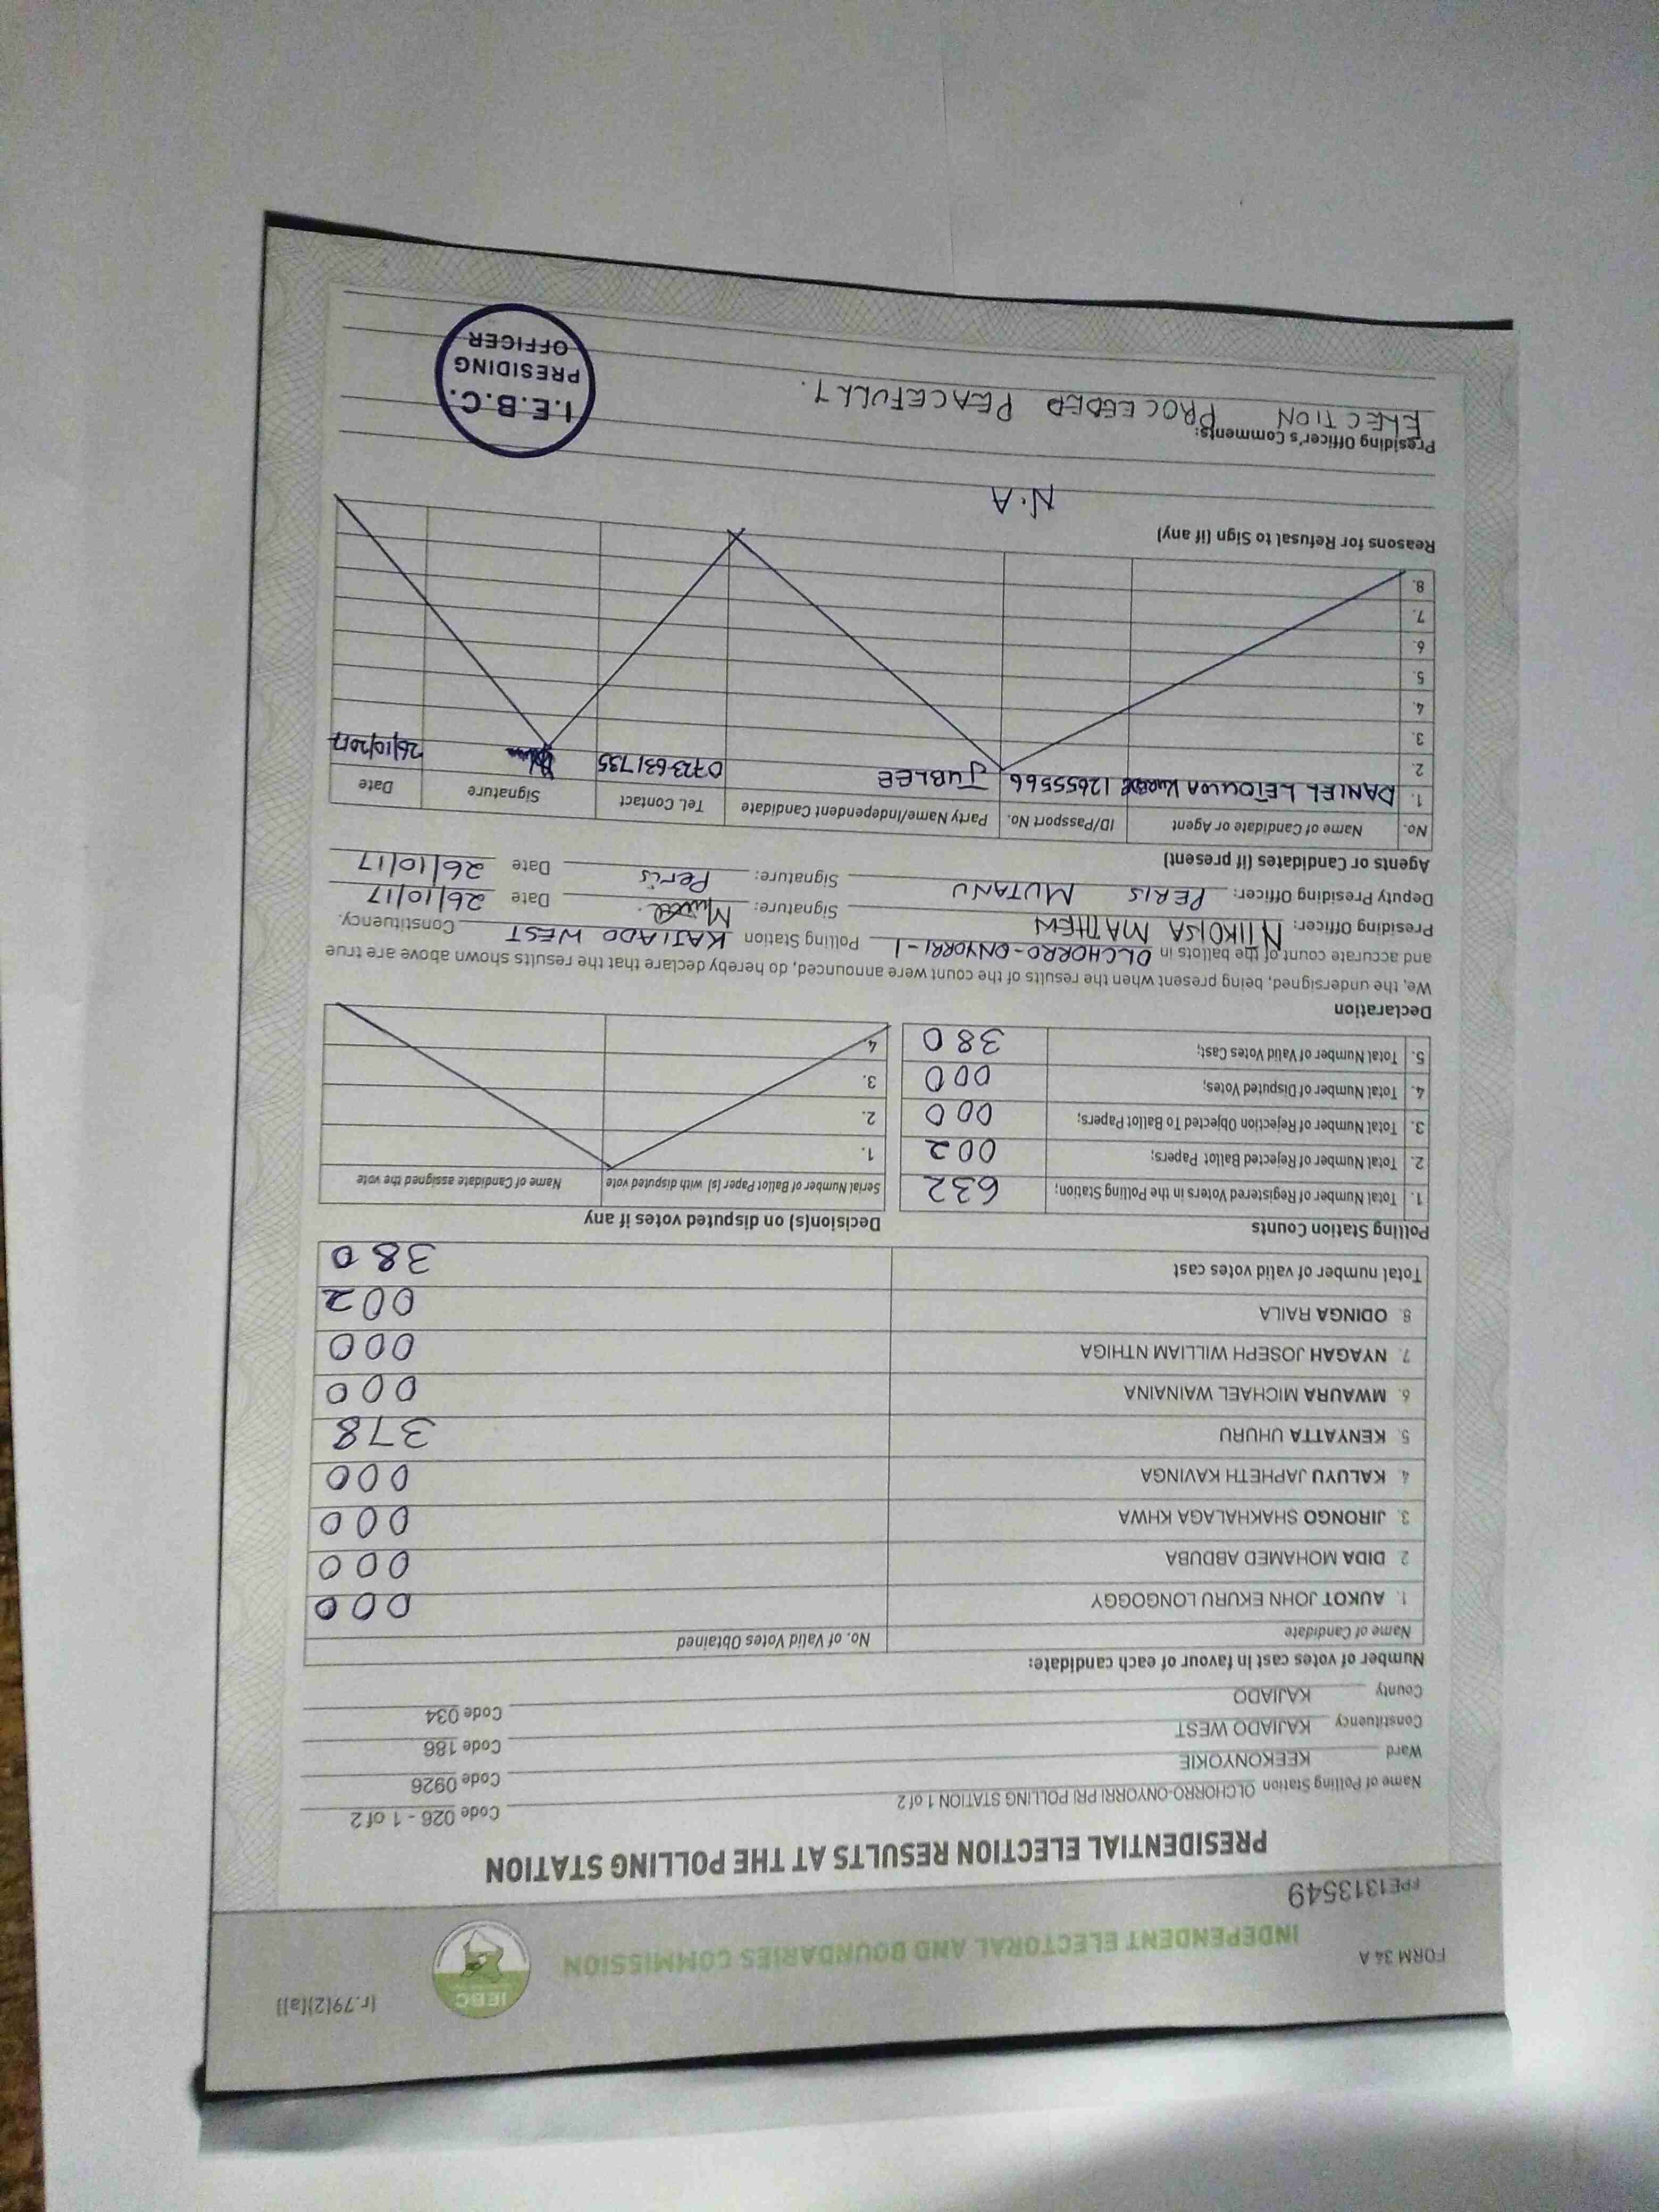 FORM 34 A
(r.79(2)(a))
INDEPENDENT ELECTORAL AND BOUNDARIES COMMISSION
IEBC
FPE1313549
PRESIDENTIAL ELECTION RESULTS AT THE POLLING STATION
Name of Polling Station OLCHORRO-ONYORRI PRI POLLING STATION 1 of 2 Code 026 - 1 of 2
Ward KEEKONYOKIE Code 0926
Constituency KAJIADO WEST Code 186
County KAJIADO Code 034
Number of votes cast in favour of each candidate:
Name of Candidate No. of Valid Votes Obtained
1. AUKOT JOHN EKURU LONGOGGY 000
2 DIDA MOHAMED ABDUBA 000
3. JIRONGO SHAKHALAGA KHWA 000
4 KALUYU JAPHETH KAVINGA 000
5. KENYATTA UHURU 378
6. MWAURA MICHAEL WAINAINA 000
7. NYAGAH JOSEPH WILLIAM NTHIGA 000
8. ODINGA RAILA 002
Total number of valid votes cast 380
Polling Station Counts
1. Total Number of Registered Voters in the Polling Station; 632
2. Total Number of Rejected Ballot Papers; 002
3. Total Number of Rejection Objected To Ballot Papers; 000
4. Total Number of Disputed Votes; 000
5. Total Number of Valid Votes Cast; 380
Decision(s) on disputed votes if any
Serial Number of Ballot Paper (s) with disputed vote Name of Candidate assigned the vote
1.
2.
3.
4.
Declaration
We, the undersigned, being present when the results of the count were announced, do hereby declare that the results shown above are true
and accurate count of the ballots in OLCHORRO-ONYORRI-1 Polling Station KAJIADO WEST Constituency.
Presiding Officer: NIIKOISA MATHEW Signature: Date 26/10/17
Deputy Presiding Officer: PERIS MUTANU Signature: Peris Date 26/10/17
Agents or Candidates (if present)
No. Name of Candidate or Agent ID/Passport No. Party Name/Independent Candidate Tel. Contact Signature Date
1. DANIEL 12655566 JUBLEE 0723631735 26/10/2017
2.
3.
4.
5.
6.
7.
8.
Reasons for Refusal to Sign (if any)
N.A
Presiding Officer's Comments:
ELECTION PROCEEDED PEACEFULLY.
I.E.B.C.
PRESIDING
OFFICER